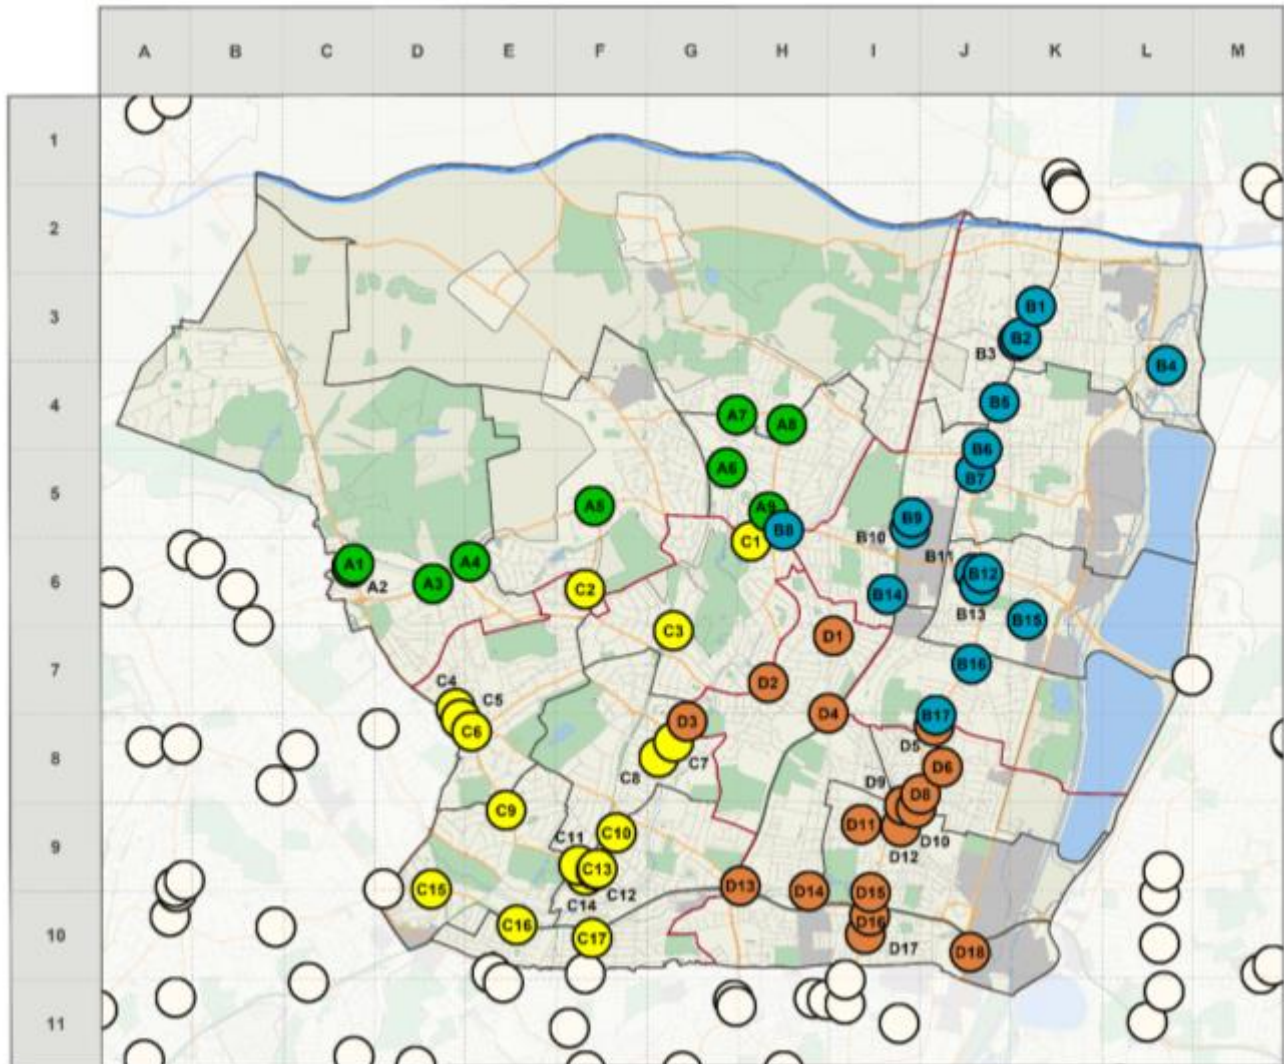 A B C D E F G H I J K L M
1
2
3
B1
B2
B3
B4
4
A7
A8
B5
B6
A6
B7
5
A5
A9
B9
B8
B10
C1
B11
A1
A4
6
A2
A3
C2
B12
B13
B14
B15
C3
D1
7
B16
D2
C4
C5
D3
D4
B17
C6
D5
8
C7
C8
D6
D9
D8
C9
D11
D10
9
C11
C10
D12
C13
C15
C12
D13
D14
D15
C14
10
C16
D16
C17
D17
D18
11